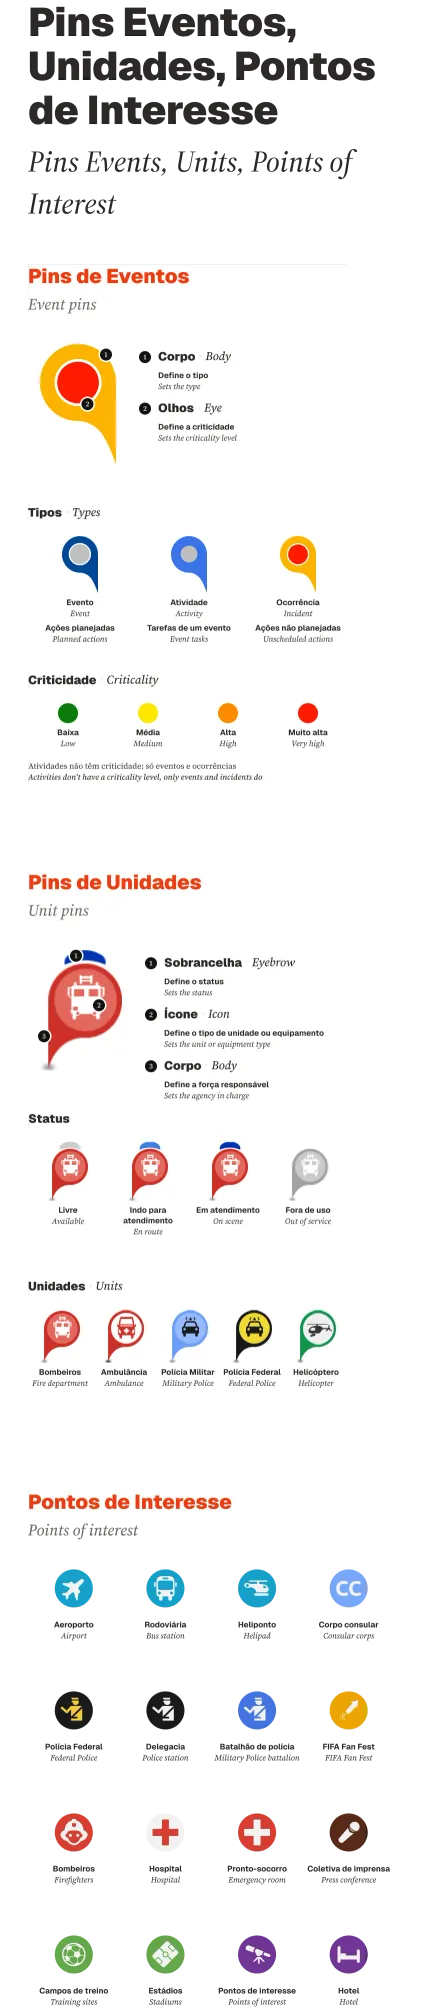 Pins Eventos,
Unidades, Pontos
de Interesse
Pins Events, Units, Points of
Interest
Pins de Eventos
Event pins
1
2
1 Corpo · Body
Define o tipo
Sets the type
2 Olhos · Eye
Define a criticidade
Sets the criticality level
Tipos · Types
Evento
Event
Ações planejadas
Planned actions
Atividade
Activity
Tarefas de um evento
Event tasks
Ocorrência
Incident
Ações não planejadas
Unscheduled actions
Criticidade · Criticality
Baixa
Low
Média
Medium
Alta
High
Muito alta
Very high
Atividades não têm criticidade: só eventos e ocorrências
Activities don't have a criticality level, only events and incidents do
Pins de Unidades
Unit pins
1
2
3
1 Sobrancelha · Eyebrow
Define o status
Sets the status
2 Ícone · Icon
Define o tipo de unidade ou equipamento
Sets the unit or equipment type
3 Corpo · Body
Define a força responsável
Sets the agency in charge
Status
Livre
Available
Indo para
atendimento
En route
Em atendimento
On scene
Fora de uso
Out of service
Unidades · Units
Bombeiros
Fire department
Ambulância
Ambulance
Polícia Militar
Military Police
Polícia Federal
Federal Police
Helicóptero
Helicopter
Pontos de Interesse
Points of interest
Aeroporto
Airport
Rodoviária
Bus station
Heliponto
Helipad
CC
Corpo consular
Consular corps
Polícia Federal
Federal Police
Delegacia
Police station
Batalhão de polícia
Military Police battalion
FIFA Fan Fest
FIFA Fan Fest
Bombeiros
Firefighters
Hospital
Hospital
Pronto-socorro
Emergency room
Coletiva de imprensa
Press conference
Campos de treino
Training sites
Estádios
Stadiums
Pontos de interesse
Points of interest
Hotel
Hotel